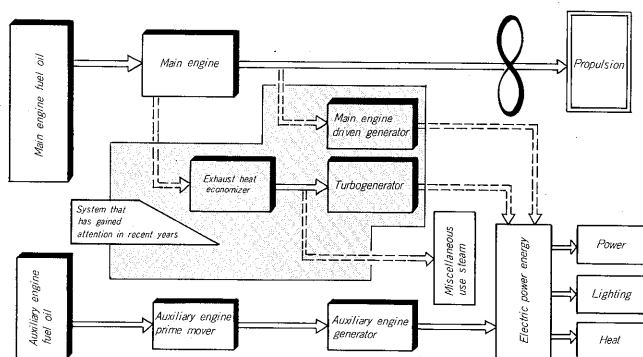 Main engine fuel oil
Main engine
Propulsion
Main engine
driven generator
Exhaust heat
economizer
Turbogenerator
System that
has gained
attention in recent years
Miscellaneous
use steam
Electric power energy
Power
Lighting
Heat
Auxiliary engine
fuel oil
Auxiliary engine
prime mover
Auxiliary engine
generator